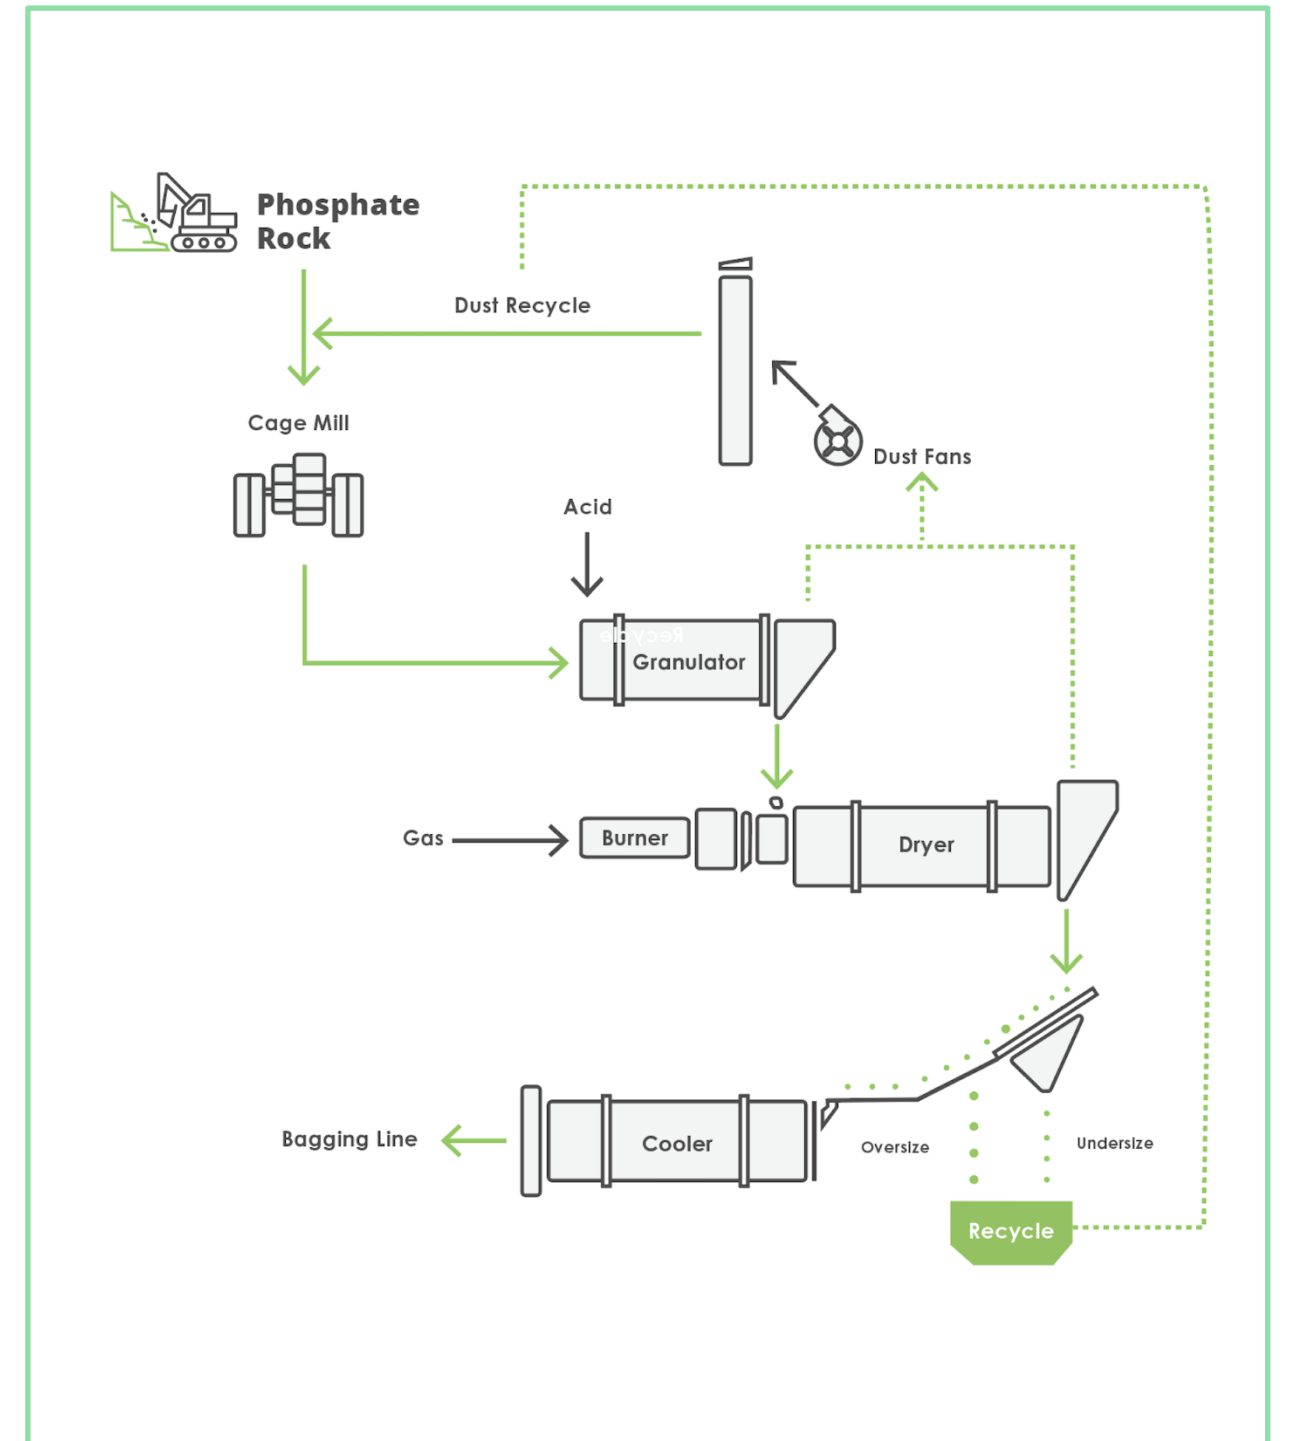 Phosphate
Rock
Dust Recycle
Cage Mill
Dust Fans
Acid
Recycle
Granulator
Gas
Burner
Dryer
Bagging Line
Cooler
Oversize
Undersize
Recycle